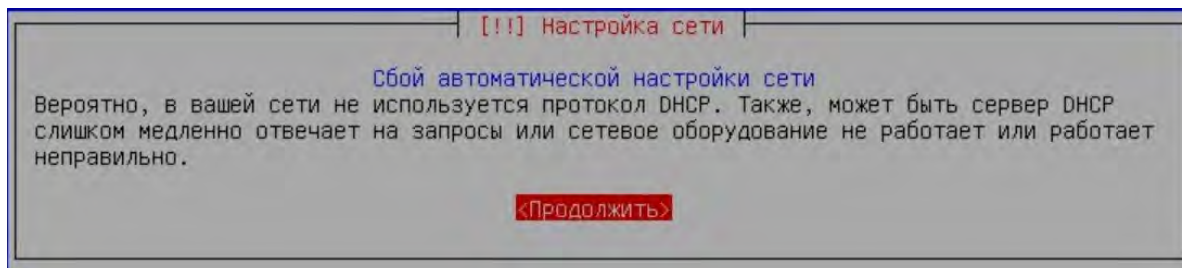 [!!] Настройка сети
Сбой автоматической настройки сети
Вероятно, в вашей сети не используется протокол DHCP. Также, может быть сервер DHCP
слишком медленно отвечает на запросы или сетевое оборудование не работает или работает
неправильно.
<Продолжить>